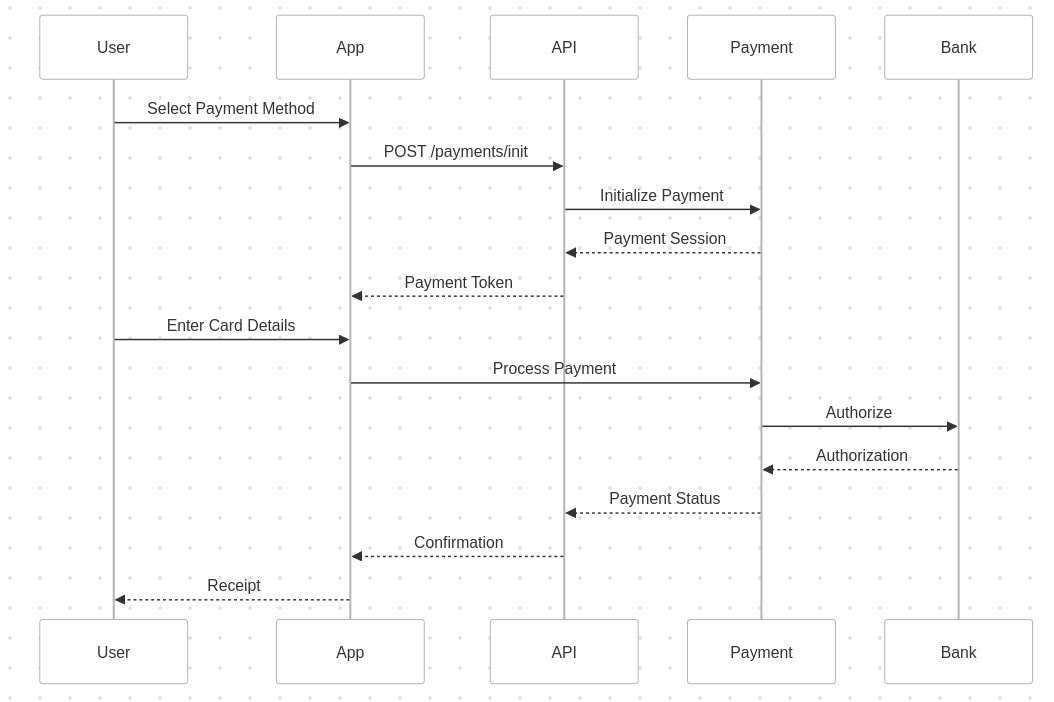 User
App
API
Payment
Bank
Select Payment Method
POST /payments/init
Initialize Payment
Payment Session
Payment Token
Enter Card Details
Process Payment
Authorize
Authorization
Payment Status
Confirmation
Receipt
User
App
API
Payment
Bank